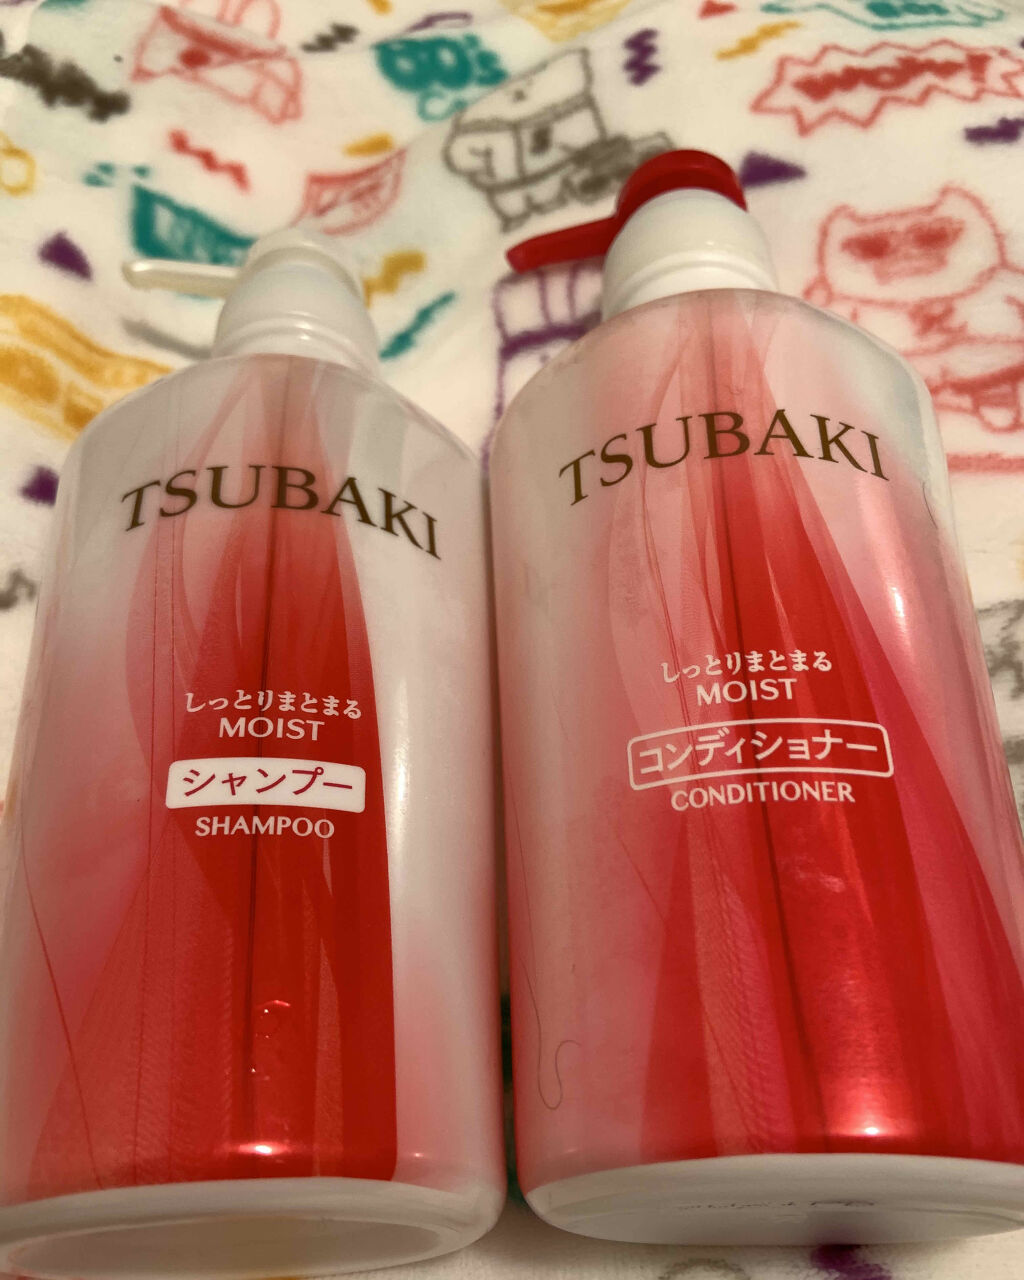 TSUBAKI
しっとりまとまる
MOIST
シャンプー
SHAMPOO
TSUBAKI
しっとりまとまる
MOIST
コンディショナー
CONDITIONER